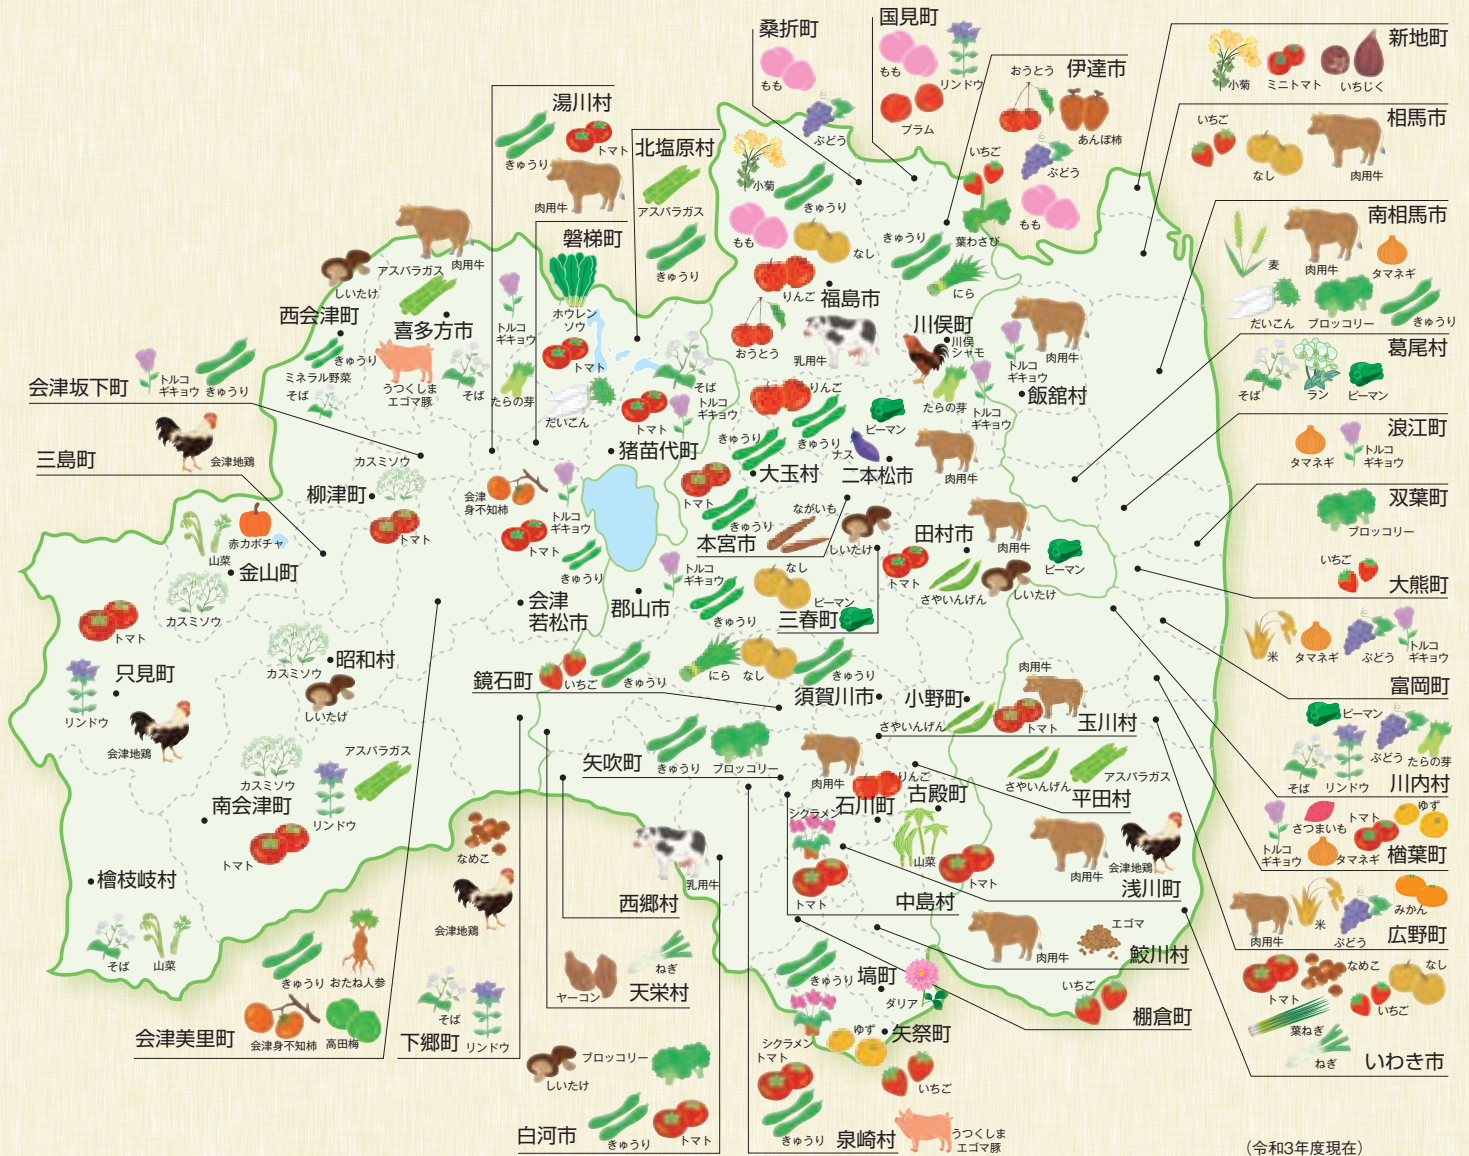 桑折町
もも
ぶどう
国見町
もも
リンドウ
プラム
伊達市
おうとう
あんぽ柿
いちご
ぶどう
もも
葉わさび
きゅうり
にら
新地町
小菊
ミニトマト
いちじく
相馬市
いちご
なし
肉用牛
南相馬市
麦
肉用牛
タマネギ
だいこん
ブロッコリー
きゅうり
葛尾村
そば
ラン
ピーマン
浪江町
タマネギ
トルコ
ギキョウ
双葉町
ブロッコリー
いちご
大熊町
米
タマネギ
ぶどう
トルコ
ギキョウ
富岡町
ピーマン
そば
リンドウ
ぶどう
たらの芽
川内村
トルコ
ギキョウ
さつまいも
トマト
ゆず
タマネギ
楢葉町
肉用牛
米
ぶどう
みかん
広野町
トマト
なめこ
なし
いちご
葉ねぎ
ねぎ
いわき市
湯川村
きゅうり
トマト
肉用牛
北塩原村
アスパラガス
きゅうり
磐梯町
ホウレン
ソウ
トマト
だいこん
小菊
きゅうり
もも
なし
りんご
福島市
おうとう
乳用牛
川俣町
川俣
シャモ
たらの芽
トルコ
ギキョウ
トルコ
ギキョウ
肉用牛
飯舘村
しいたけ
西会津町
きゅうり
ミネラル野菜
そば
アスパラガス
肉用牛
喜多方市
うつくしま
エゴマ豚
そば
トルコ
ギキョウ
たらの芽
会津坂下町
トルコ
ギキョウ
きゅうり
三島町
会津地鶏
カスミソウ
柳津町
トマト
そば
トマト
トルコ
ギキョウ
猪苗代町
りんご
きゅうり
ピーマン
ナス
二本松市
肉用牛
きゅうり
大玉村
トマト
きゅうり
ながいも
本宮市
しいたけ
田村市
肉用牛
トマト
さやいんげん
しいたけ
ピーマン
会津
身不知柿
トルコ
ギキョウ
トマト
きゅうり
会津
若松市
トルコ
ギキョウ
郡山市
きゅうり
なし
ピーマン
三春町
山菜
赤カボチャ
金山町
カスミソウ
トマト
只見町
リンドウ
会津地鶏
カスミソウ
昭和村
しいたけ
カスミソウ
アスパラガス
南会津町
リンドウ
トマト
檜枝岐村
そば
山菜
鏡石町
いちご
きゅうり
にら
なし
きゅうり
須賀川市
小野町
さやいんげん
肉用牛
トマト
玉川村
矢吹町
きゅうり
ブロッコリー
肉用牛
りんご
石川町
古殿町
山菜
トマト
さやいんげん
アスパラガス
平田村
シクラメン
トマト
中島村
肉用牛
会津地鶏
浅川町
肉用牛
エゴマ
鮫川村
なめこ
会津地鶏
乳用牛
西郷村
ヤーコン
ねぎ
天栄村
きゅうり
塙町
ダリア
いちご
棚倉町
シクラメン
ゆず
矢祭町
いちご
きゅうり
おたね人参
会津美里町
会津身不知柿
高田梅
そば
下郷町
リンドウ
しいたけ
ブロッコリー
白河市
きゅうり
トマト
トマト
きゅうり
泉崎村
うつくしま
エゴマ豚
（令和3年度現在）